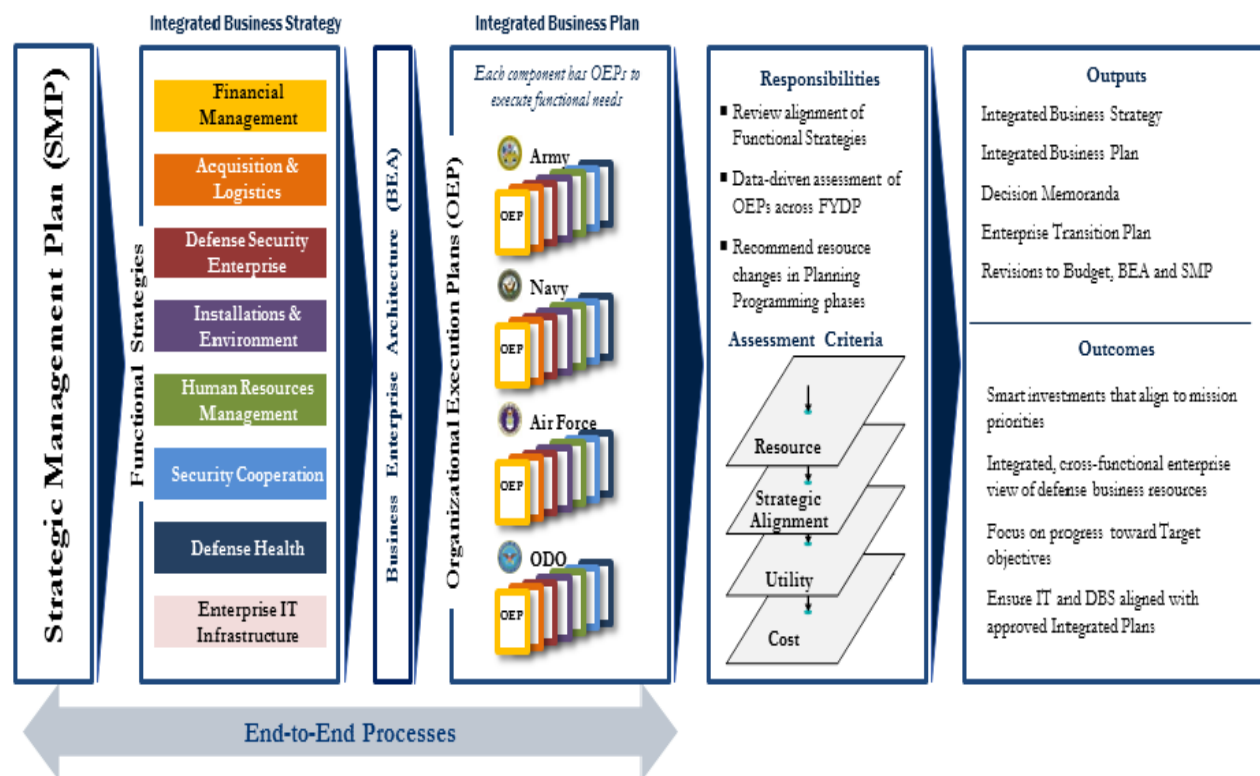 Integrated Business Strategy
Integrated Business Plan
Strategic Management Plan (SMP)
Functional Strategies
Financial
Management
Acquisition &
Logistics
Defense Security
Enterprise
Installations &
Environment
Human Resources
Management
Security Cooperation
Defense Health
Enterprise IT
Infrastructure
Business Enterprise Architecture (BEA)
Organizational Execution Plans (OEP)
Each component has OEPs to
execute functional needs
Army
OEP
Navy
OEP
Air Force
OEP
ODO
OEP
Responsibilities
▪ Review alignment of
Functional Strategies
▪ Data-driven assessment of
OEPs across FYDP
▪ Recommend resource
changes in Planning
Programming phases
Assessment Criteria
Resource
Strategic
Alignment
Utility
Cost
Outputs
Integrated Business Strategy
Integrated Business Plan
Decision Memoranda
Enterprise Transition Plan
Revisions to Budget, BEA and SMP
Outcomes
Smart investments that align to mission
priorities
Integrated, cross-functional enterprise
view of defense business resources
Focus on progress toward Target
objectives
Ensure IT and DBS aligned with
approved Integrated Plans
End-to-End Processes